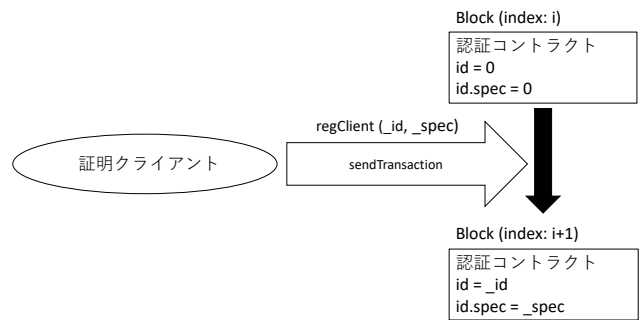 Block (index: i)
認証コントラクト
id = 0
id.spec = 0
regClient (_id, _spec)
証明クライアント
sendTransaction
Block (index: i+1)
認証コントラクト
id = _id
id.spec = _spec